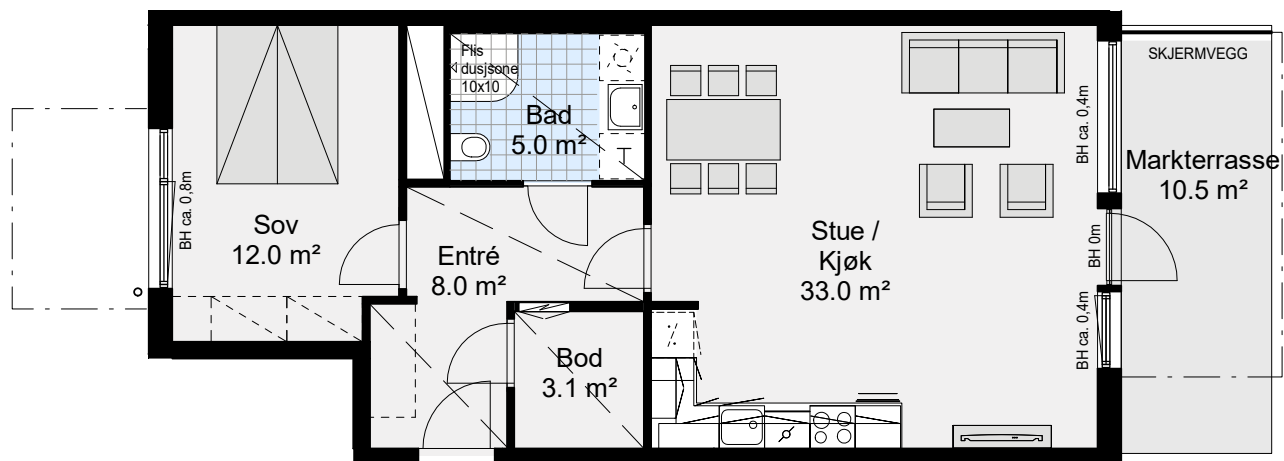 Flis
dusjsone
10x10
Bad
5.0 m²
SKJERMVEGG
BH ca. 0,4m
Markterrasse
10.5 m²
BH ca. 0,8m
Sov
12.0 m²
Entré
8.0 m²
Stue /
Kjøk
33.0 m²
BH 0m
BH ca. 0,4m
Bod
3.1 m²